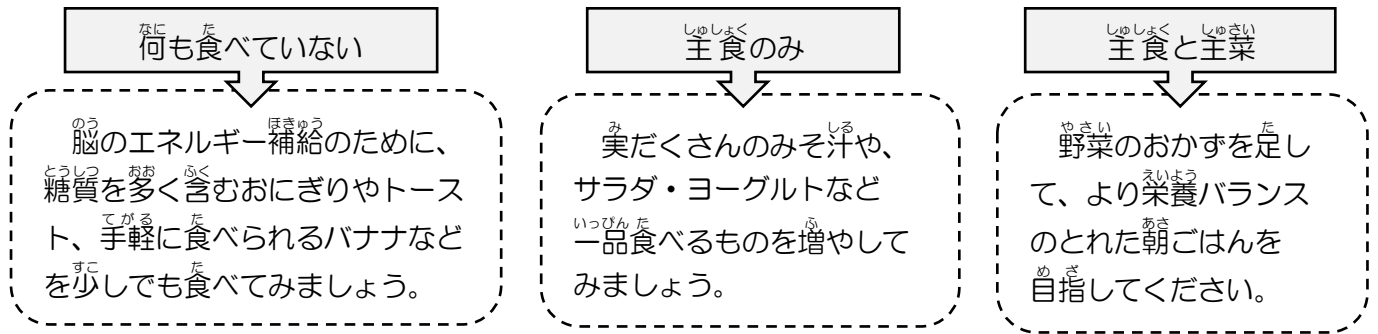 何も食べていない
脳のエネルギー補給のために、
糖質を多く含むおにぎりやトース
ト、手軽に食べられるバナナなど
を少しでも食べてみましょう。
主食のみ
実だくさんのみそ汁や、
サラダ・ヨーグルトなど
一品食べるものを増やして
みましょう。
主食と主菜
野菜のおかずを足し
て、より栄養バランス
のとれた朝ごはんを
目指してください。